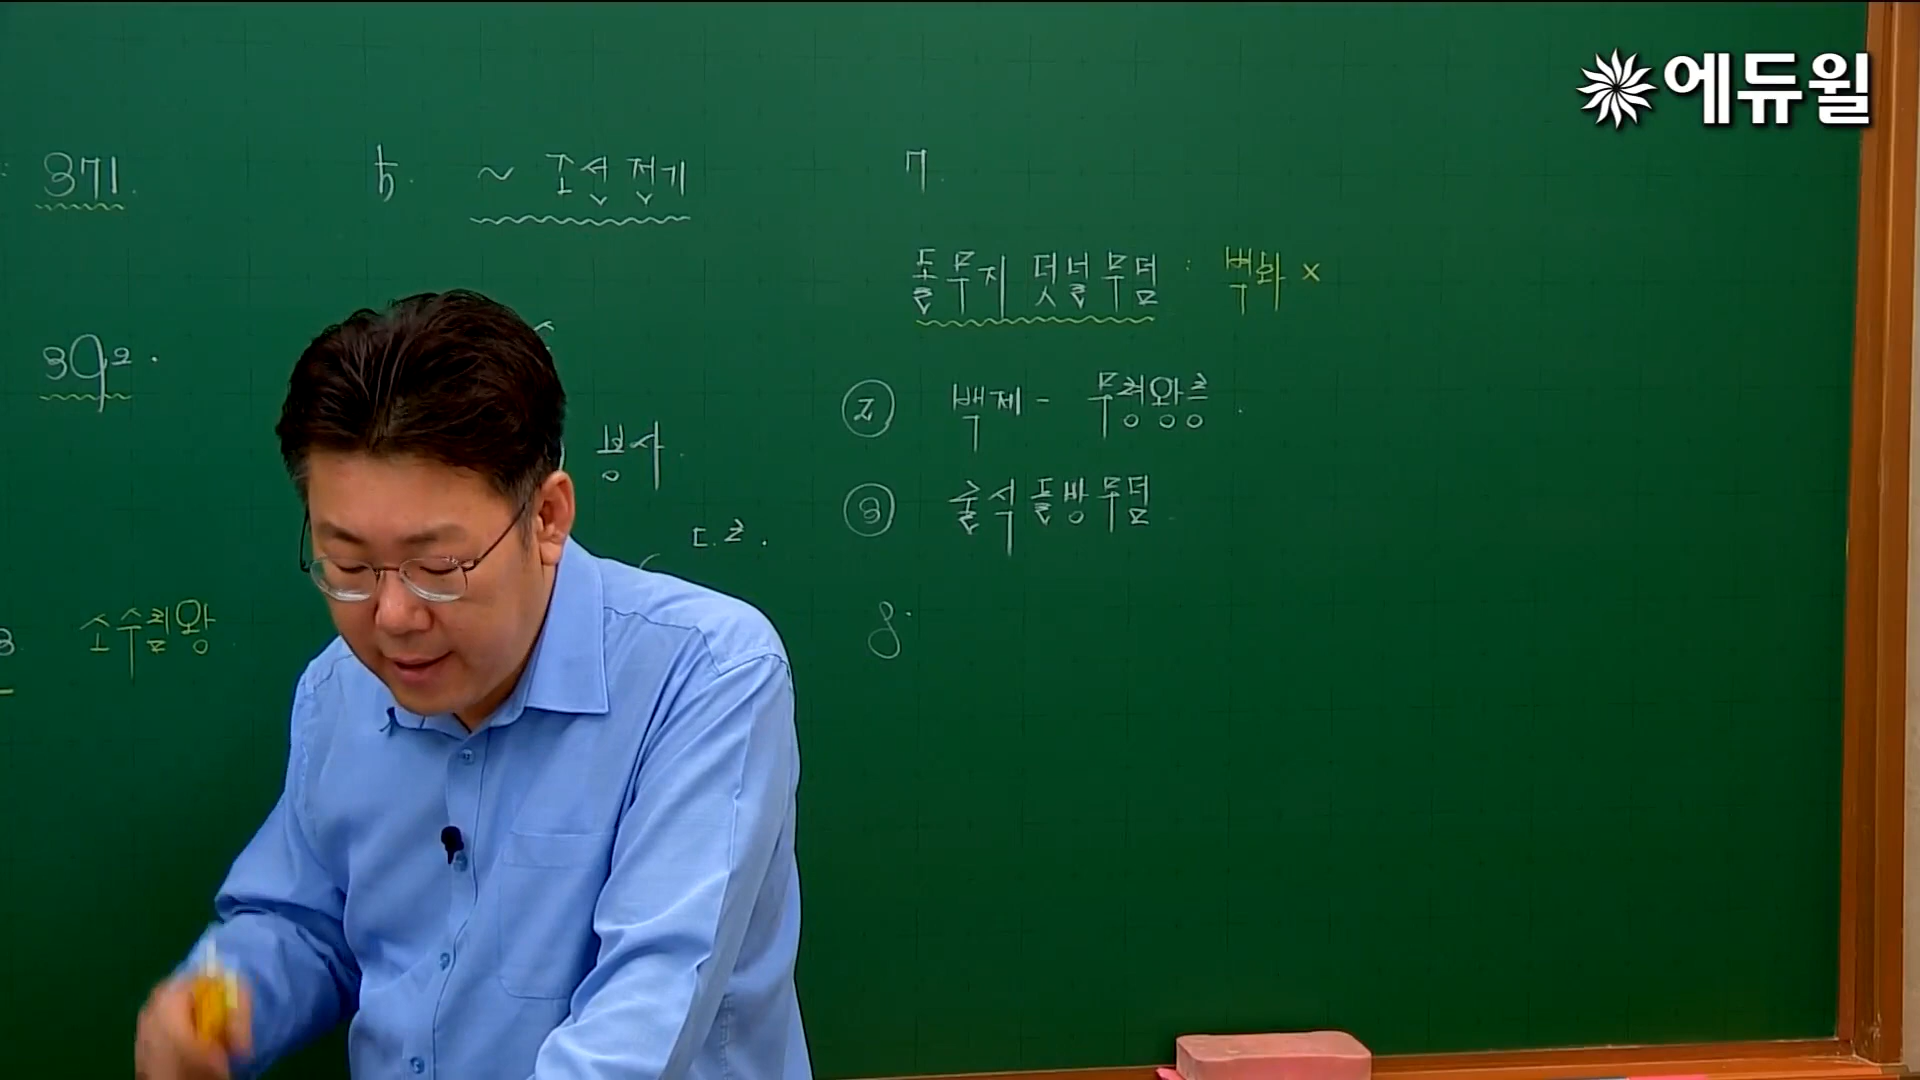 에듀윌
371.
5. ~ 조선 전기
7.
돌무지 덧널무덤 : 벽화 ×
392.
② 백제 - 무령왕릉.
봉사.
③ 굴식돌방무덤
ㄷ.ㄹ.
3. 소수림왕
8.